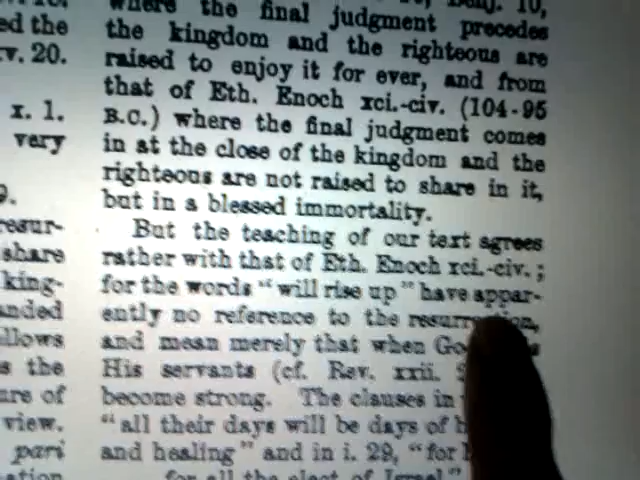 ed the
v. 20.
x. 1.
very
9.
resur-
share
king-
anded
llows
s the
ure of
view.
pari
ation
Benj. 10,
where the final judgment precedes
the kingdom and the righteous are
raised to enjoy it for ever, and from
that of Eth. Enoch xci.-civ. (104-95
B.C.) where the final judgment comes
in at the close of the kingdom and the
righteous are not raised to share in it,
but in a blessed immortality.
But the teaching of our text agrees
rather with that of Eth. Enoch xci.-civ.;
for the words "will rise up" have appar-
ently no reference to the resurrection,
and mean merely that when
His servants (cf. Rev. xxii.
become strong. The clauses in
"all their days will be days of
and healing" and in i. 29, "for
for all the elect of Israel"